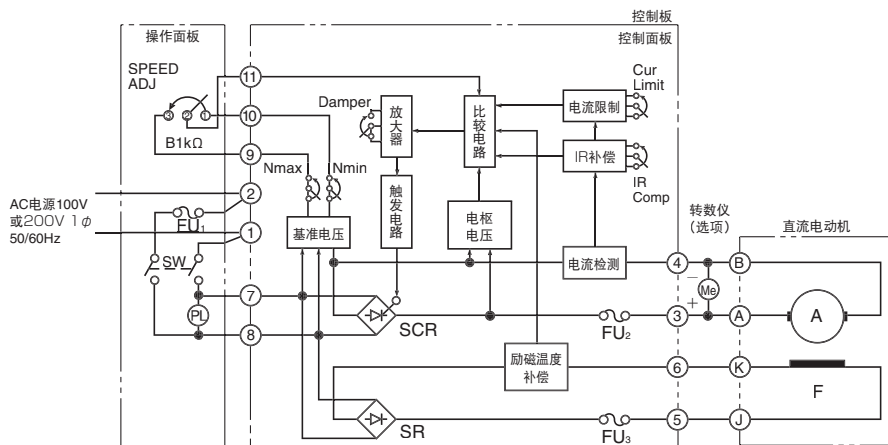 控制板
操作面板
控制面板
SPEED
ADJ
11
Cur
Limit
Damper
放大器
比较电路
电流限制
3
2
1
10
B1kΩ
9
IR补偿
Nmax
Nmin
IR
Comp
AC电源100V
或200V 1φ
50/60Hz
2
FU1
1
触发电路
基准电压
电枢
电压
转数仪
(选项)
直流电动机
SW
电流检测
4
B
Me
−
+
7
PL
8
SCR
FU2
3
A
A
励磁温度
补偿
6
K
F
SR
FU3
5
J